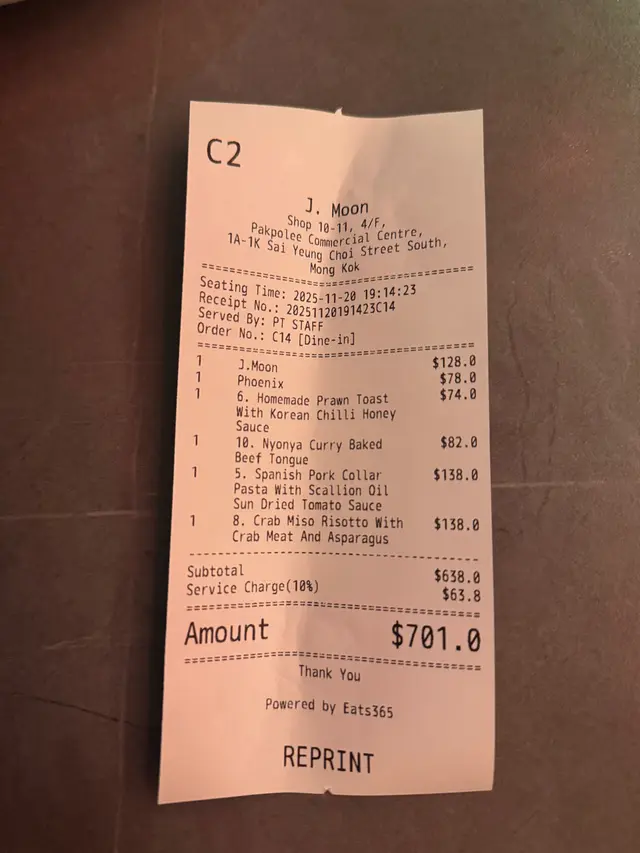 C2
J. Moon
Shop 10-11, 4/F,
Pakpolee Commercial Centre,
1A-1K Sai Yeung Choi Street South,
Mong Kok
Seating Time: 2025-11-20 19:14:23
Receipt No.: 20251120191423C14
Served By: PT STAFF
Order No.: C14 [Dine-in]
1 J.Moon $128.0
1 Phoenix $78.0
1 6. Homemade Prawn Toast $74.0
With Korean Chilli Honey
Sauce
1 10. Nyonya Curry Baked $82.0
Beef Tongue
1 5. Spanish Pork Collar $138.0
Pasta With Scallion Oil
Sun Dried Tomato Sauce
1 8. Crab Miso Risotto With $138.0
Crab Meat And Asparagus
Subtotal $638.0
Service Charge(10%) $63.8
Amount $701.0
Thank You
Powered by Eats365
REPRINT